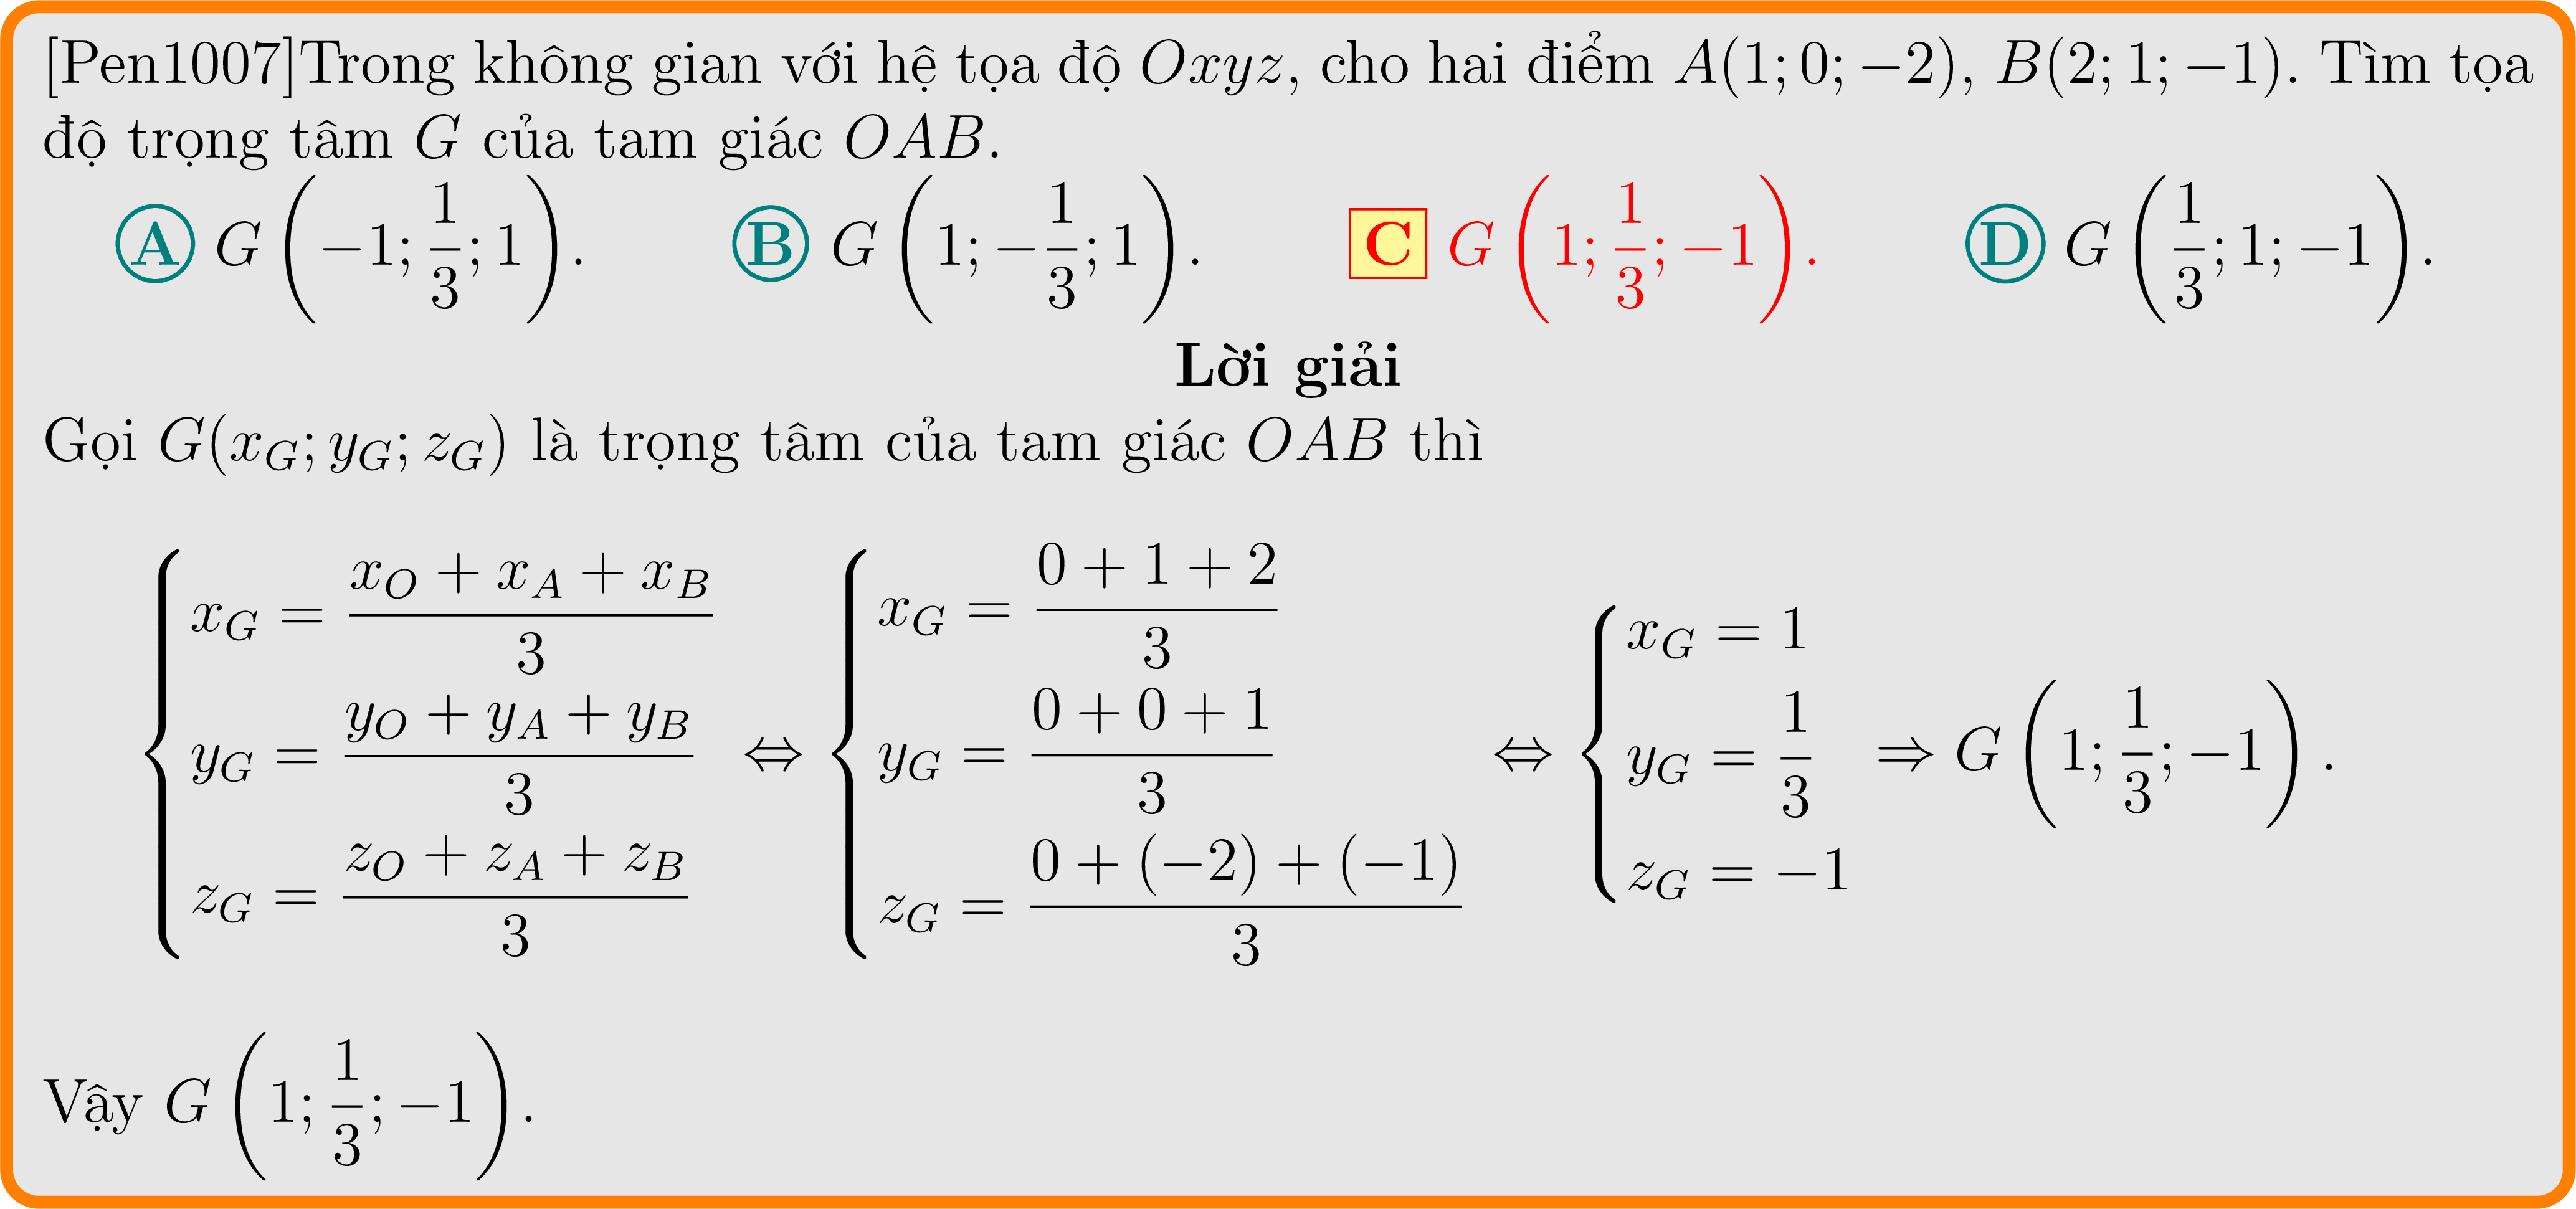 [Pen1007]Trong không gian với hệ tọa độ $Oxyz$, cho hai điểm $A(1;0;-2)$, $B(2;1;-1)$. Tìm tọa
độ trọng tâm $G$ của tam giác $OAB$.
A $G\left(-1;\frac{1}{3};1\right)$. B $G\left(1;-\frac{1}{3};1\right)$. C $G\left(1;\frac{1}{3};-1\right)$. D $G\left(\frac{1}{3};1;-1\right)$.
Lời giải
Gọi $G(x_G;y_G;z_G)$ là trọng tâm của tam giác $OAB$ thì
$\begin{cases} x_G = \frac{x_O+x_A+x_B}{3} \\ y_G = \frac{y_O+y_A+y_B}{3} \\ z_G = \frac{z_O+z_A+z_B}{3} \end{cases} \Leftrightarrow \begin{cases} x_G = \frac{0+1+2}{3} \\ y_G = \frac{0+0+1}{3} \\ z_G = \frac{0+(-2)+(-1)}{3} \end{cases} \Leftrightarrow \begin{cases} x_G = 1 \\ y_G = \frac{1}{3} \\ z_G = -1 \end{cases} \Rightarrow G\left(1;\frac{1}{3};-1\right).$
Vậy $G\left(1;\frac{1}{3};-1\right)$.